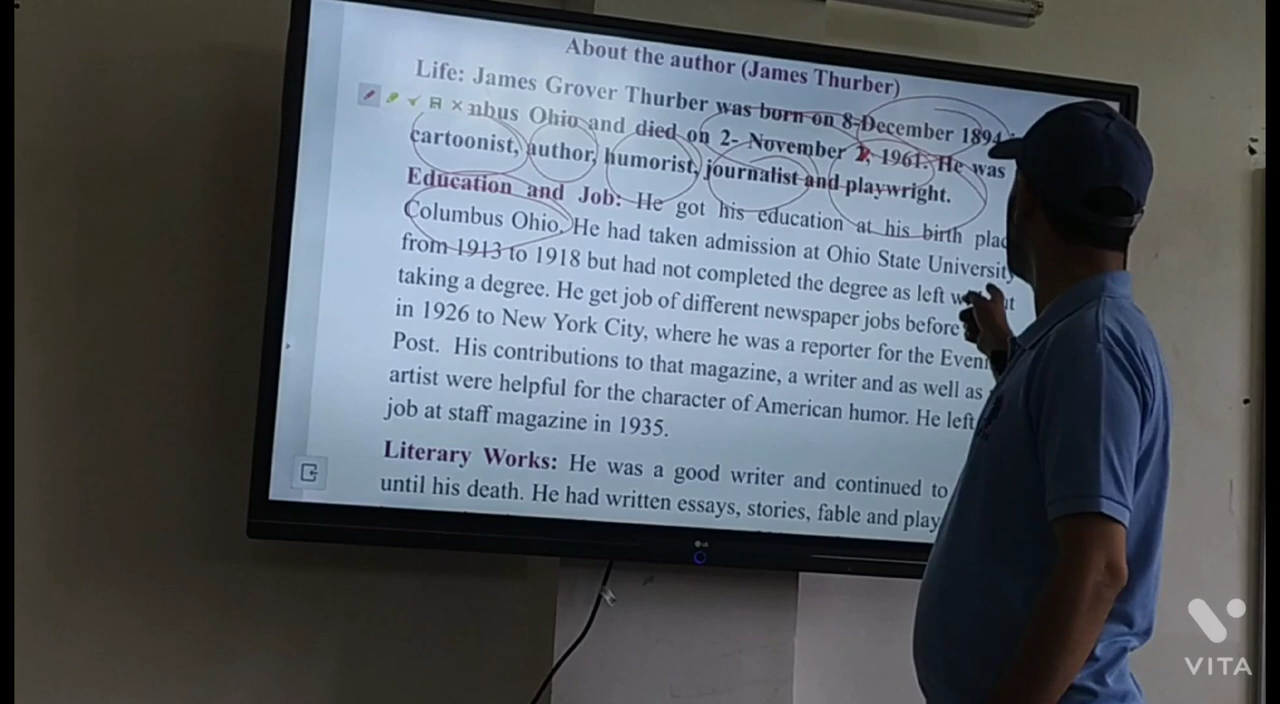 About the author (James Thurber)
Life: James Grover Thurber was born on 8-December 1894
nbus Ohio and died on 2- November 2, 1961. He was
cartoonist, author, humorist, journalist and playwright.
Education and Job: He got his education at his birth plac
Columbus Ohio. He had taken admission at Ohio State University
from 1913 to 1918 but had not completed the degree as left
taking a degree. He get job of different newspaper jobs before
in 1926 to New York City, where he was a reporter for the Eveni
Post. His contributions to that magazine, a writer and as well as
artist were helpful for the character of American humor. He left
job at staff magazine in 1935.
Literary Works: He was a good writer and continued to
until his death. He had written essays, stories, fable and play
LG
VITA